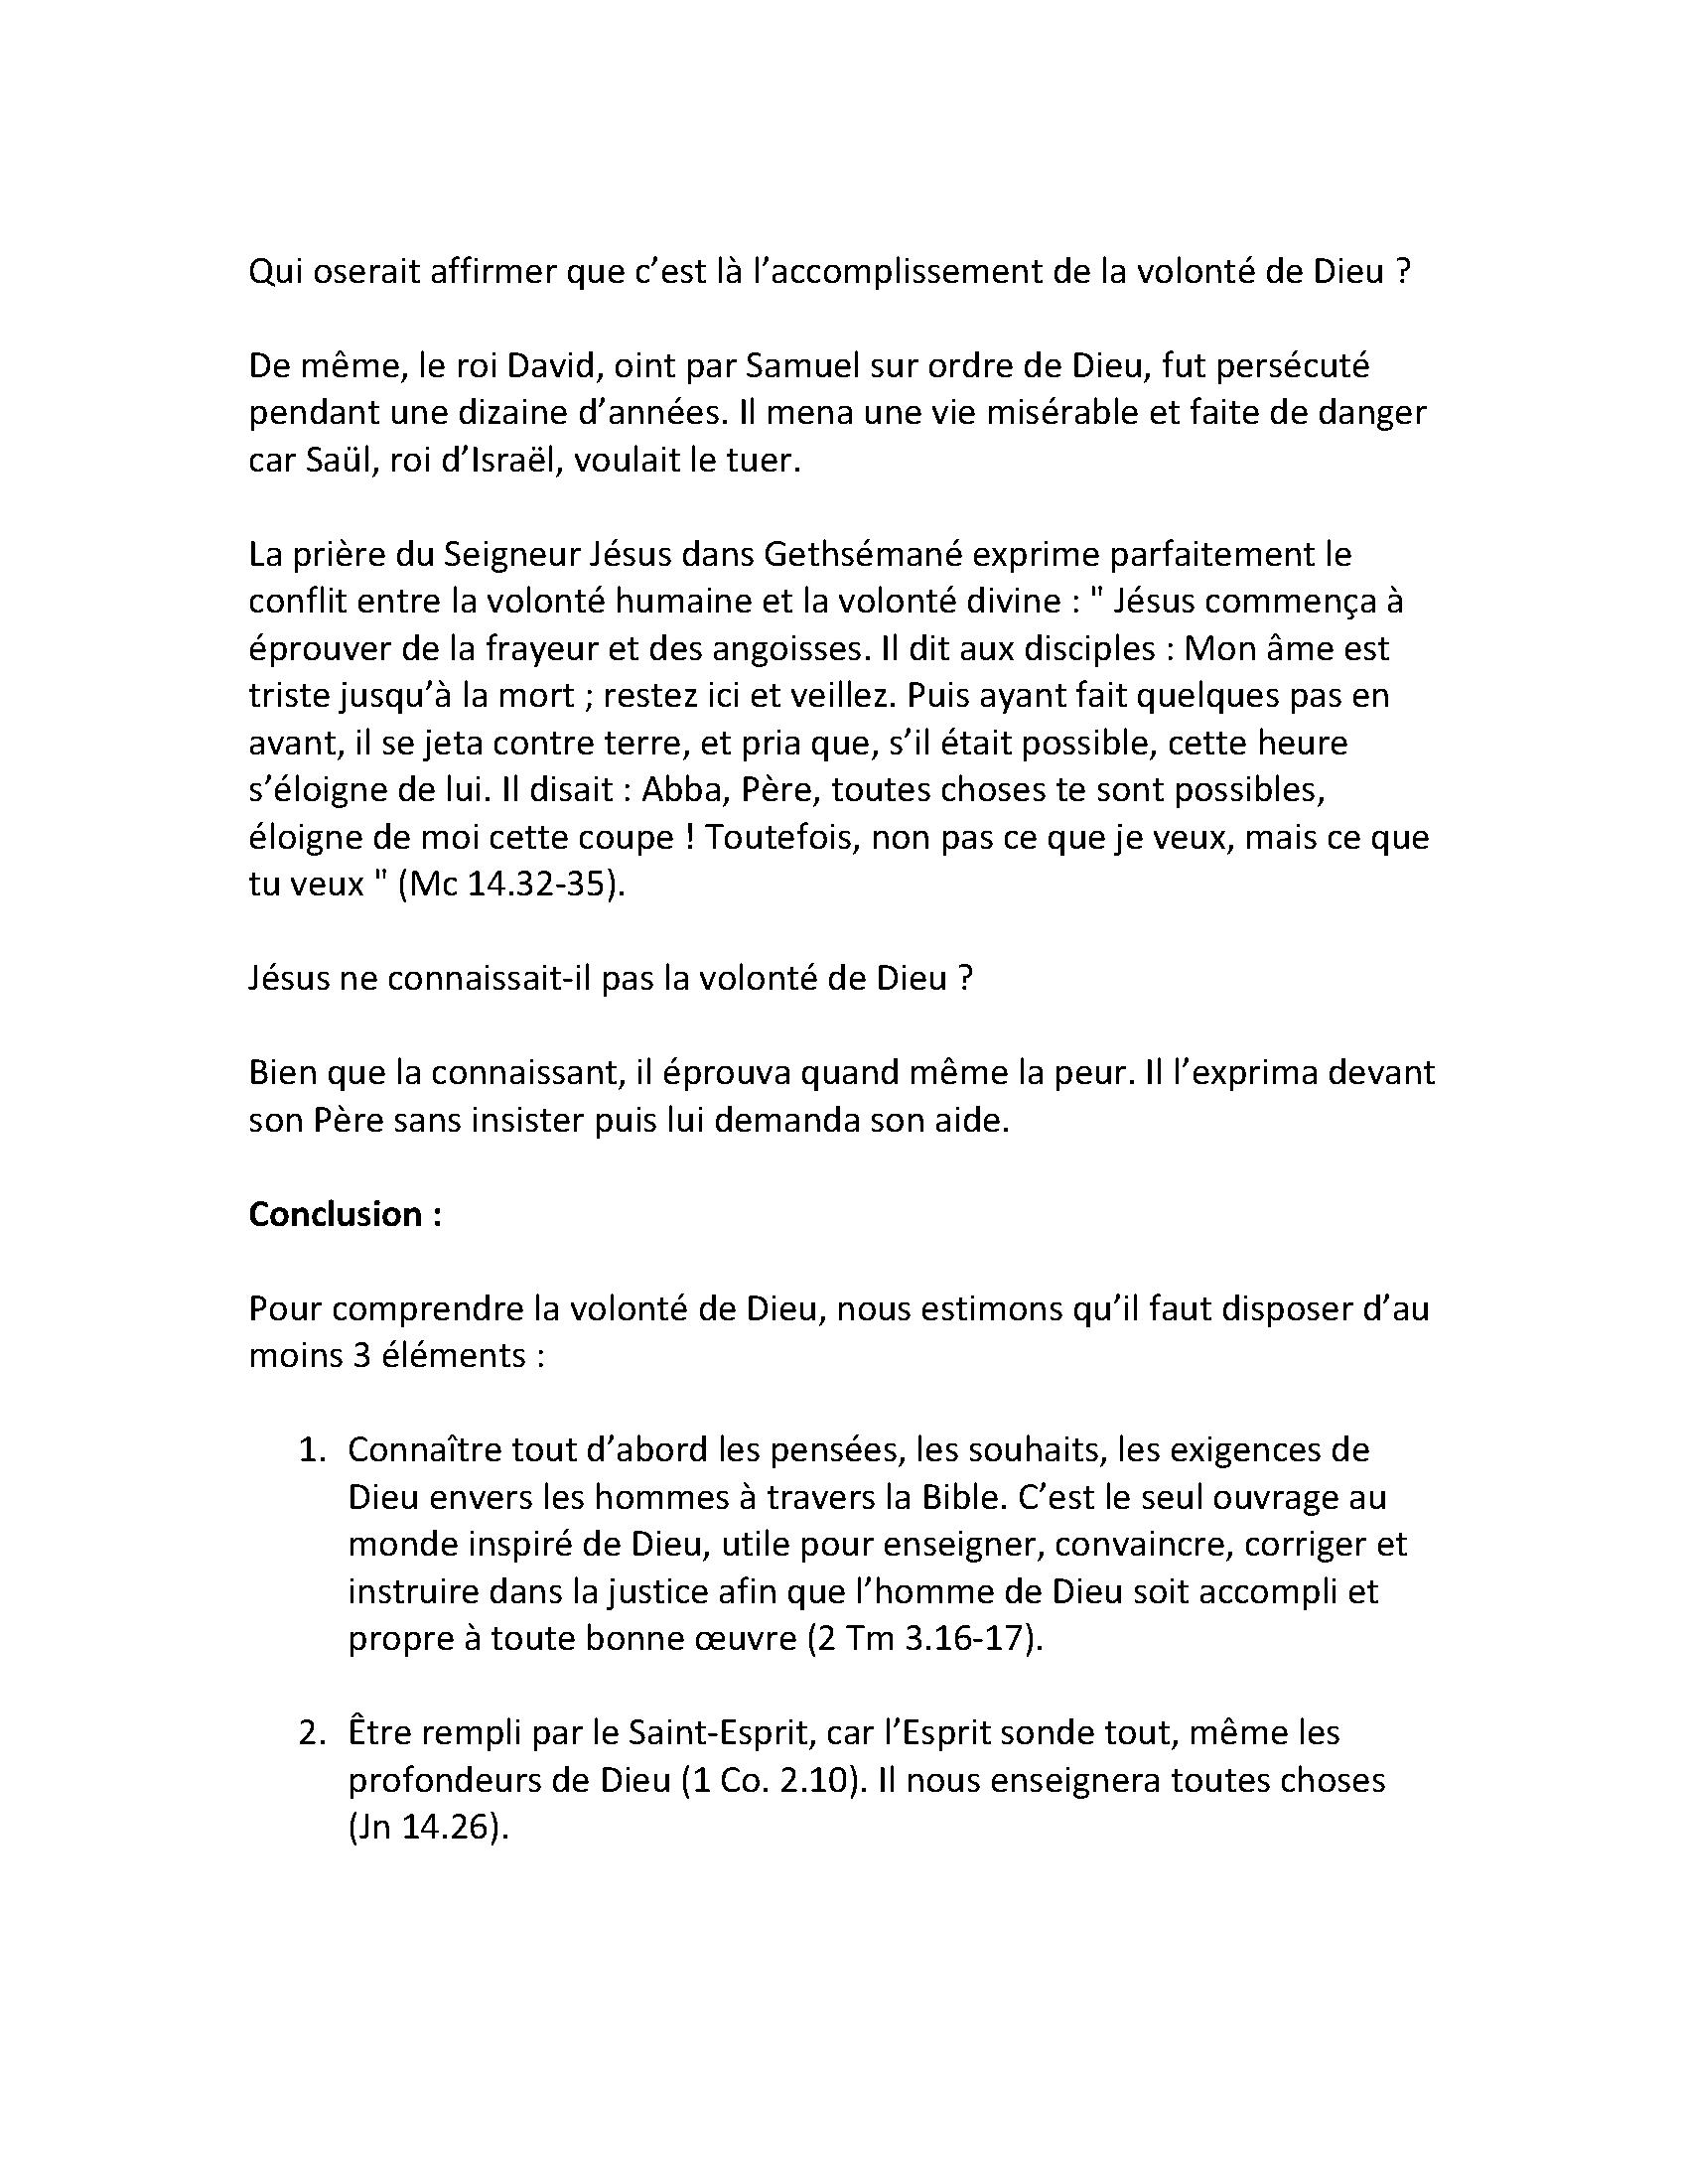 Qui oserait affirmer que c’est là l’accomplissement de la volonté de Dieu ?
De même, le roi David, oint par Samuel sur ordre de Dieu, fut persécuté
pendant une dizaine d’années. Il mena une vie misérable et faite de danger
car Saül, roi d’Israël, voulait le tuer.
La prière du Seigneur Jésus dans Gethsémané exprime parfaitement le
conflit entre la volonté humaine et la volonté divine : " Jésus commença à
éprouver de la frayeur et des angoisses. Il dit aux disciples : Mon âme est
triste jusqu’à la mort ; restez ici et veillez. Puis ayant fait quelques pas en
avant, il se jeta contre terre, et pria que, s’il était possible, cette heure
s’éloigne de lui. Il disait : Abba, Père, toutes choses te sont possibles,
éloigne de moi cette coupe ! Toutefois, non pas ce que je veux, mais ce que
tu veux " (Mc 14.32-35).
Jésus ne connaissait-il pas la volonté de Dieu ?
Bien que la connaissant, il éprouva quand même la peur. Il l’exprima devant
son Père sans insister puis lui demanda son aide.
Conclusion :
Pour comprendre la volonté de Dieu, nous estimons qu’il faut disposer d’au
moins 3 éléments :
1. Connaître tout d’abord les pensées, les souhaits, les exigences de
Dieu envers les hommes à travers la Bible. C’est le seul ouvrage au
monde inspiré de Dieu, utile pour enseigner, convaincre, corriger et
instruire dans la justice afin que l’homme de Dieu soit accompli et
propre à toute bonne œuvre (2 Tm 3.16-17).
2. Être rempli par le Saint-Esprit, car l’Esprit sonde tout, même les
profondeurs de Dieu (1 Co. 2.10). Il nous enseignera toutes choses
(Jn 14.26).